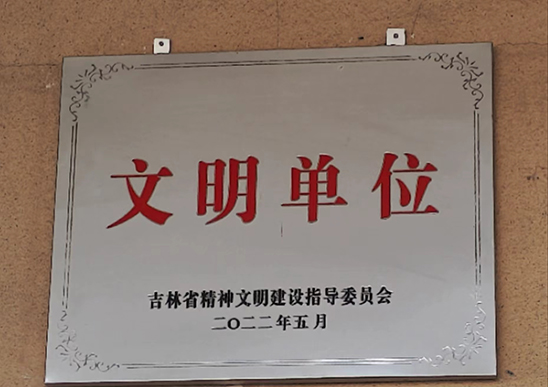 文明单位
吉林省精神文明建设指导委员会
二〇二二年五月